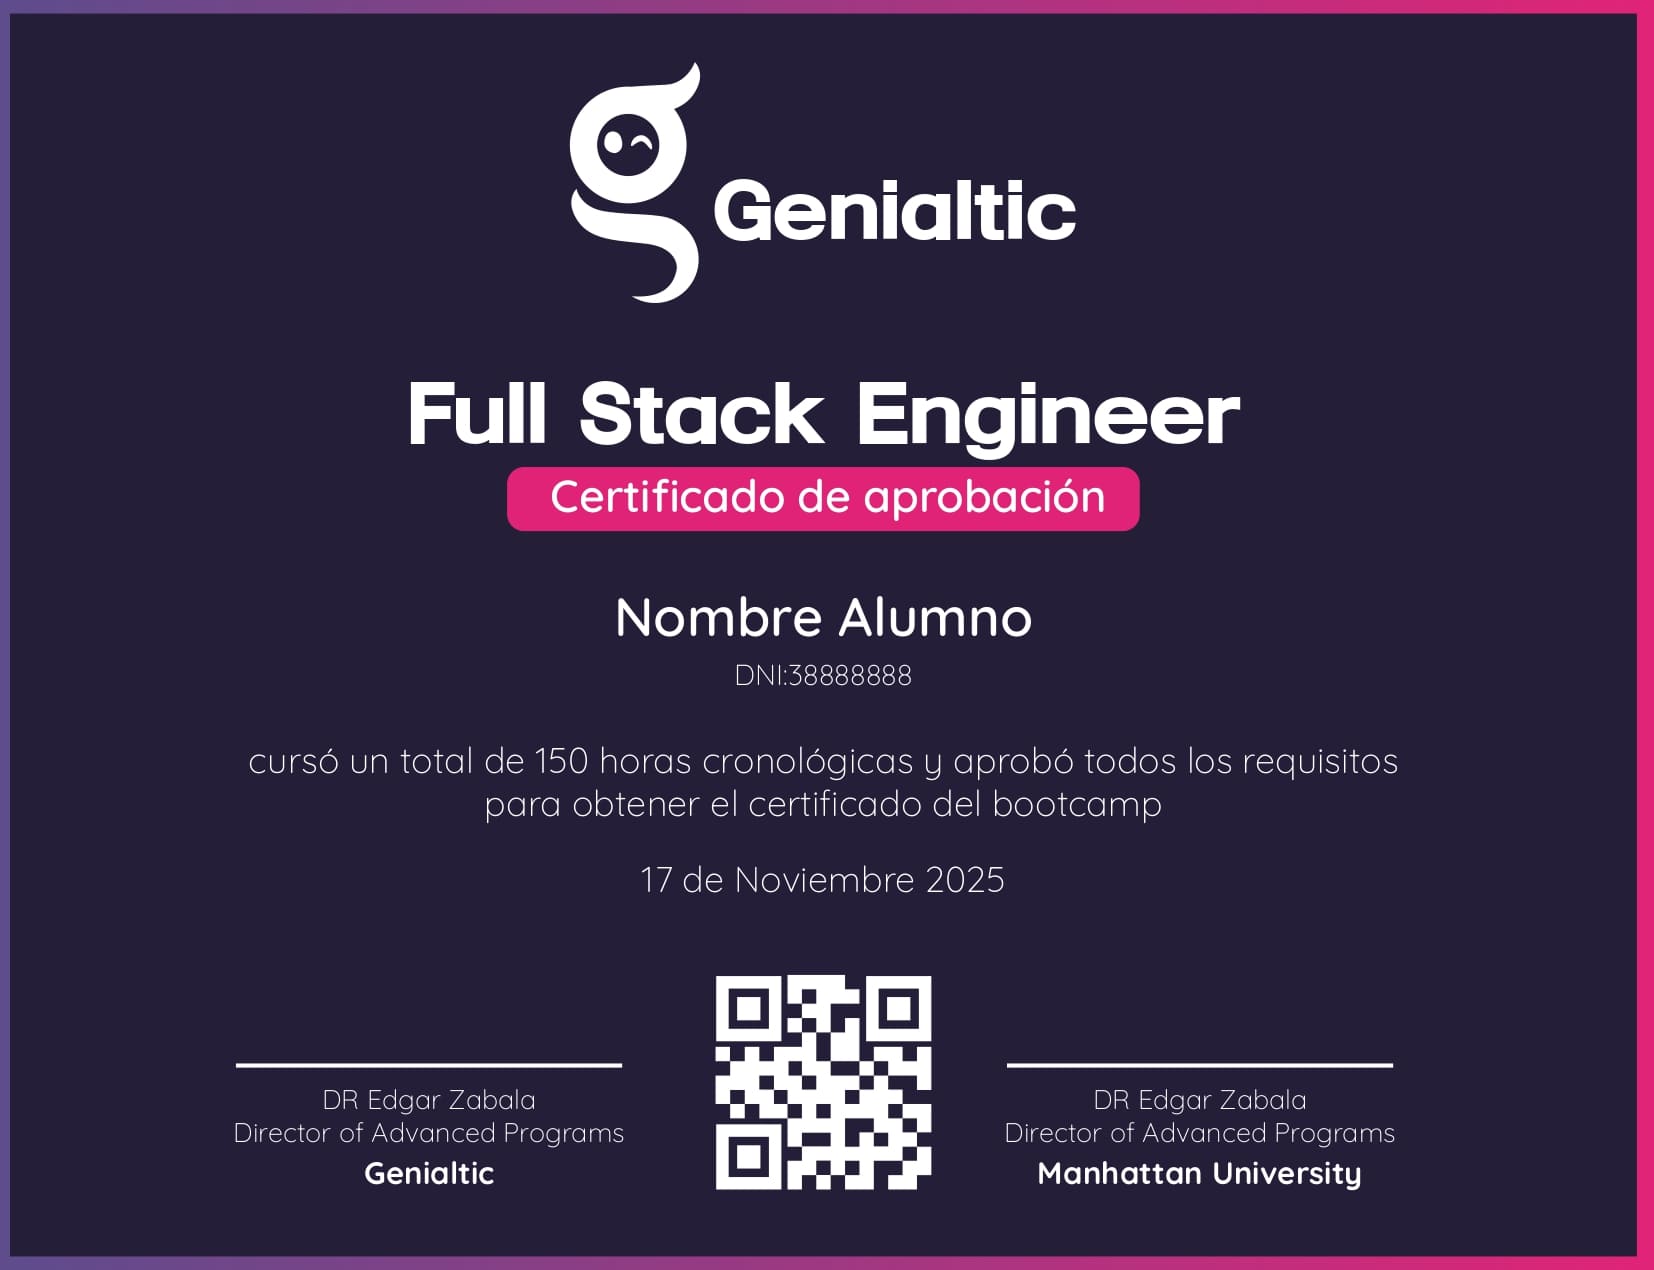 Genialtic
Full Stack Engineer
Certificado de aprobación
Nombre Alumno
DNI:38888888
cursó un total de 150 horas cronológicas y aprobó todos los requisitos
para obtener el certificado del bootcamp
17 de Noviembre 2025
DR Edgar Zabala
Director of Advanced Programs
Genialtic
DR Edgar Zabala
Director of Advanced Programs
Manhattan University